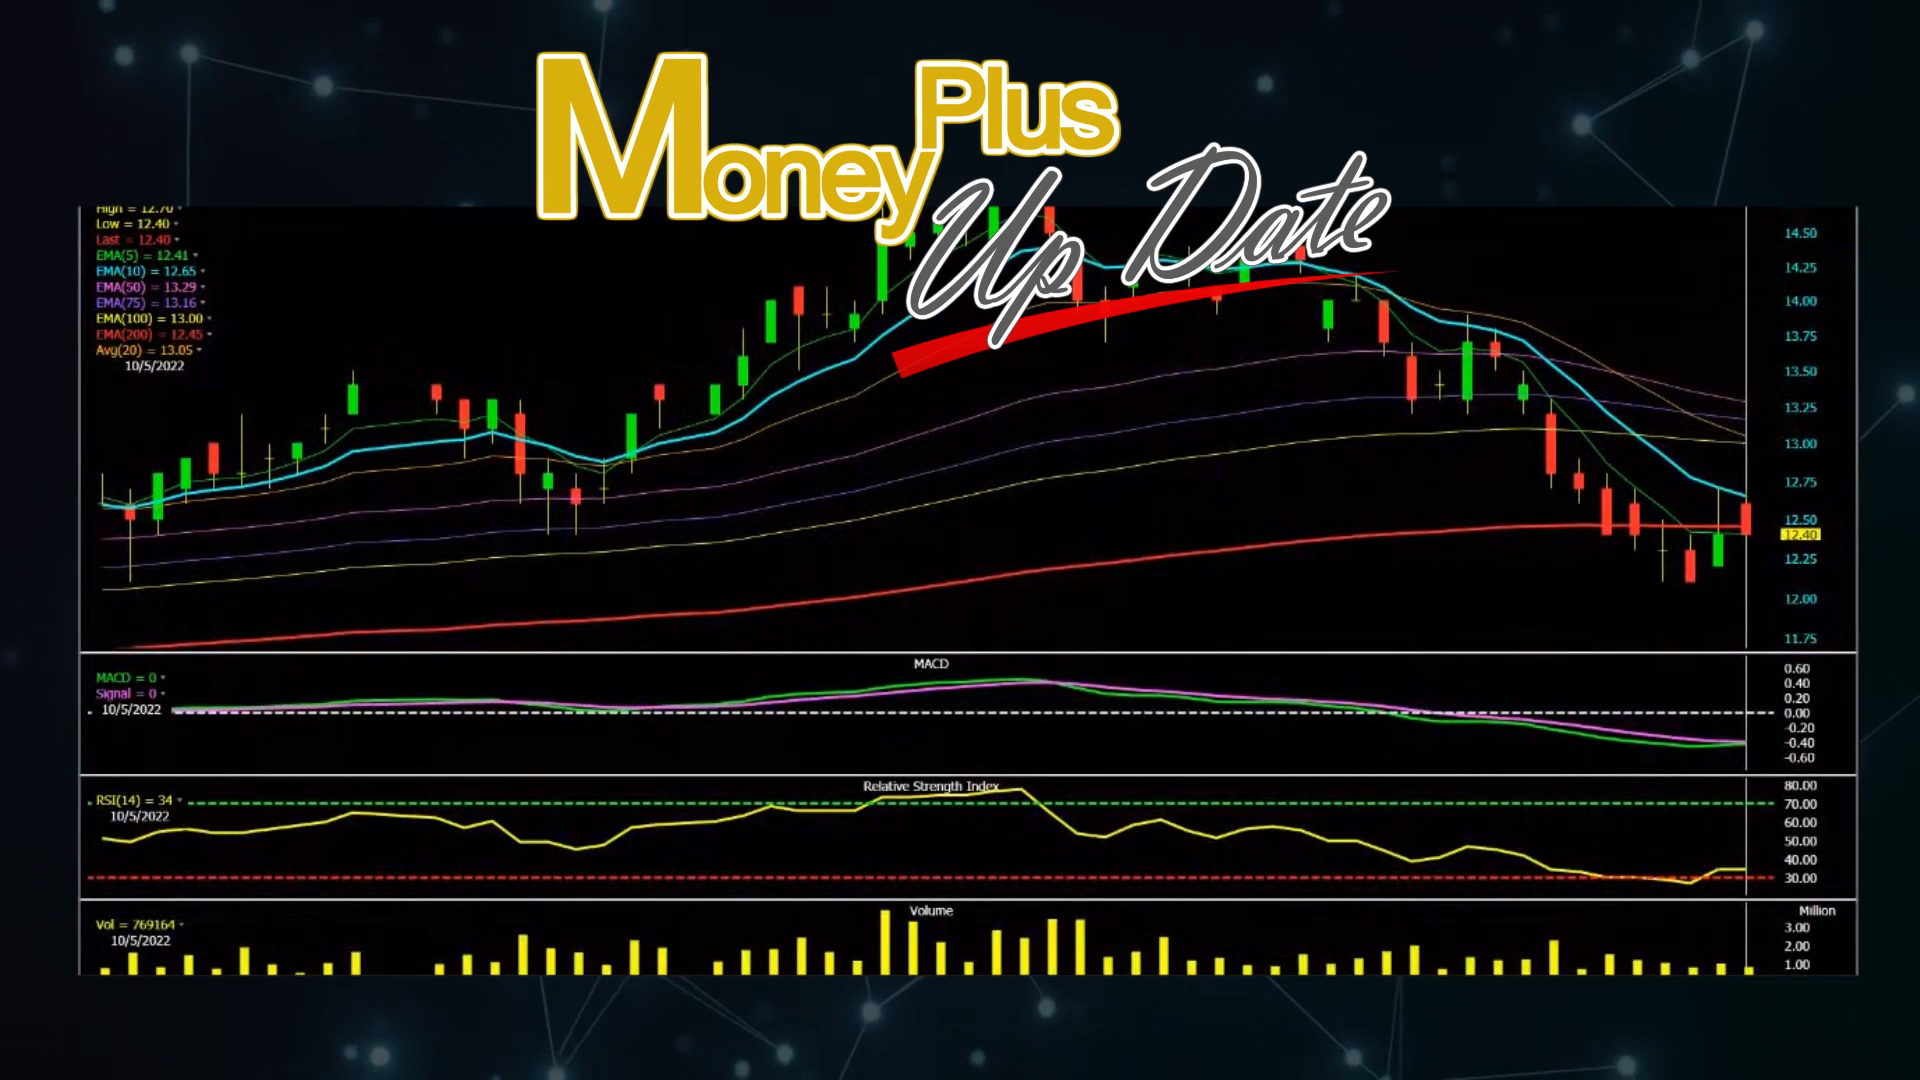 Money Plus
Up Date
High = 12.70
Low = 12.40
Last = 12.40
EMA(5) = 12.41
EMA(10) = 12.65
EMA(50) = 13.29
EMA(75) = 13.16
EMA(100) = 13.00
EMA(200) = 12.45
Avg(20) = 13.05
10/5/2022
14.50
14.25
14.00
13.75
13.50
13.25
13.00
12.75
12.50
12.40
12.25
12.00
11.75
MACD
MACD = 0
Signal = 0
10/5/2022
0.60
0.40
0.20
0.00
-0.20
-0.40
-0.60
Relative Strength Index
RSI(14) = 34
10/5/2022
80.00
70.00
60.00
50.00
40.00
30.00
Volume
Million
Vol = 769164
10/5/2022
3.00
2.00
1.00